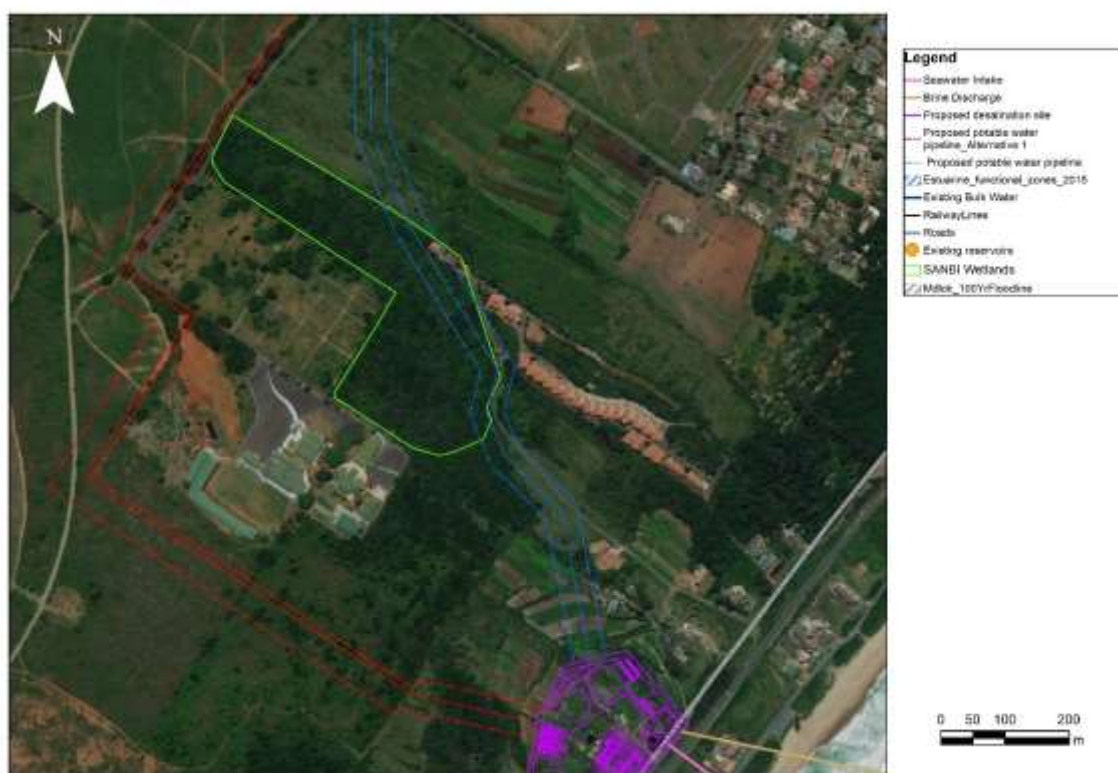 N
Legend
Seawater Intake
Brine Discharge
Proposed desalination site
Proposed potable water
pipeline_Alternative 1
Proposed potable water pipeline
Estuarine_functional_zones_2015
Existing Bulk Water
RailwayLines
Roads
Existing reservoirs
SANBI Wetlands
100YrFloodline
0 50 100 200
m